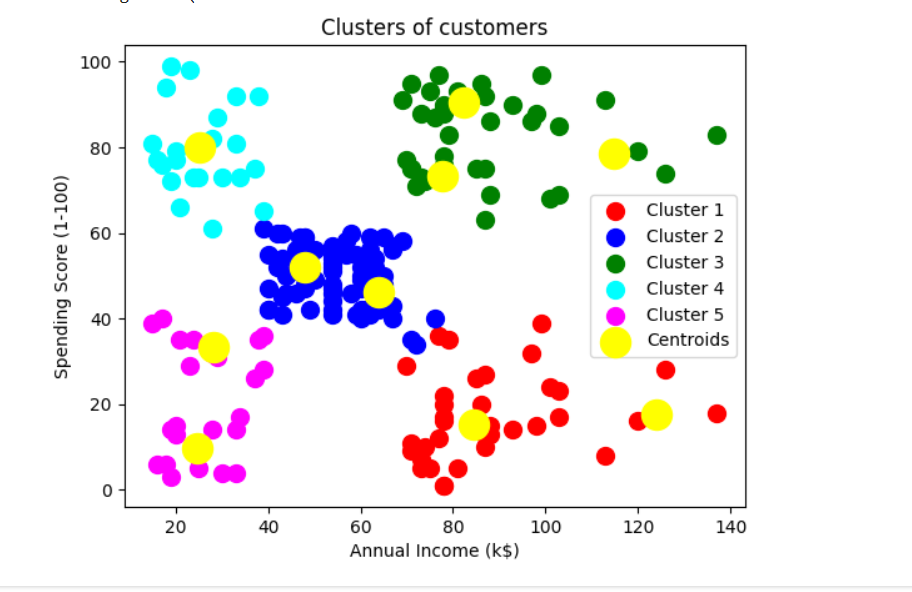 Clusters of customers
100
80
60
40
20
0
Spending Score (1-100)
20 40 60 80 100 120 140
Annual Income (k$)
Cluster 1
Cluster 2
Cluster 3
Cluster 4
Cluster 5
Centroids